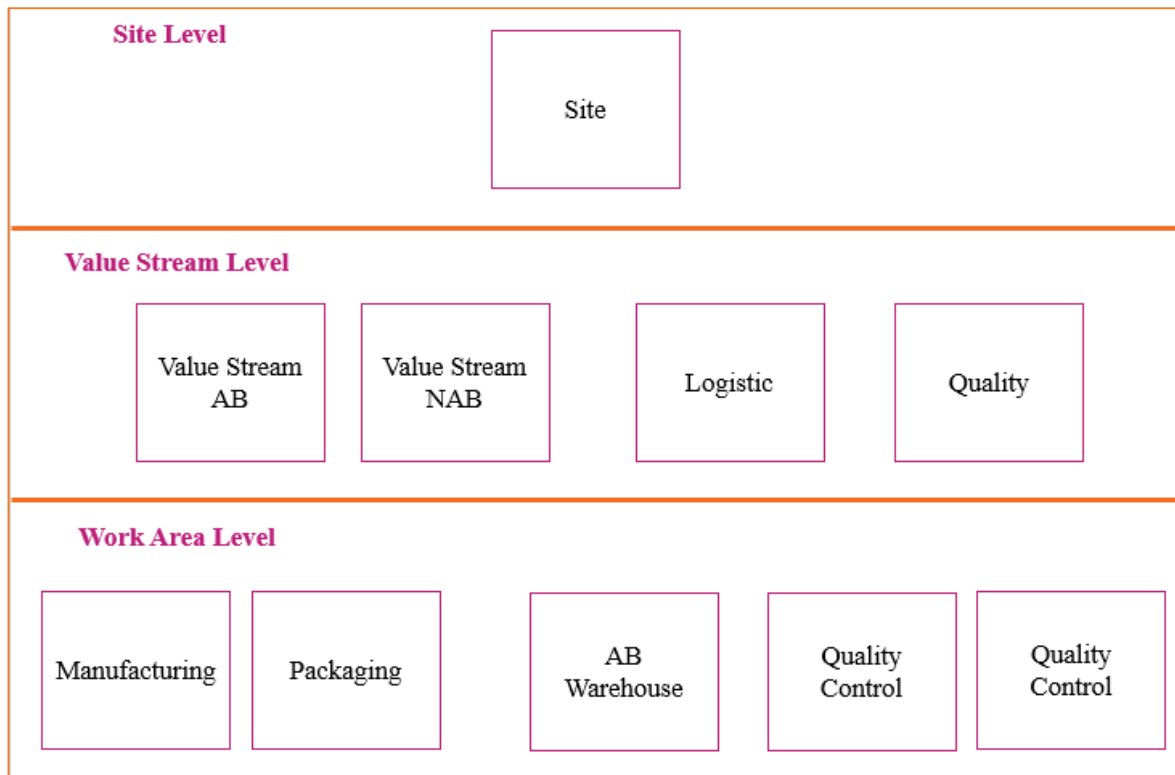 Site Level
Site
Value Stream Level
Value Stream
AB
Value Stream
NAB
Logistic
Quality
Work Area Level
Manufacturing
Packaging
AB
Warehouse
Quality
Control
Quality
Control